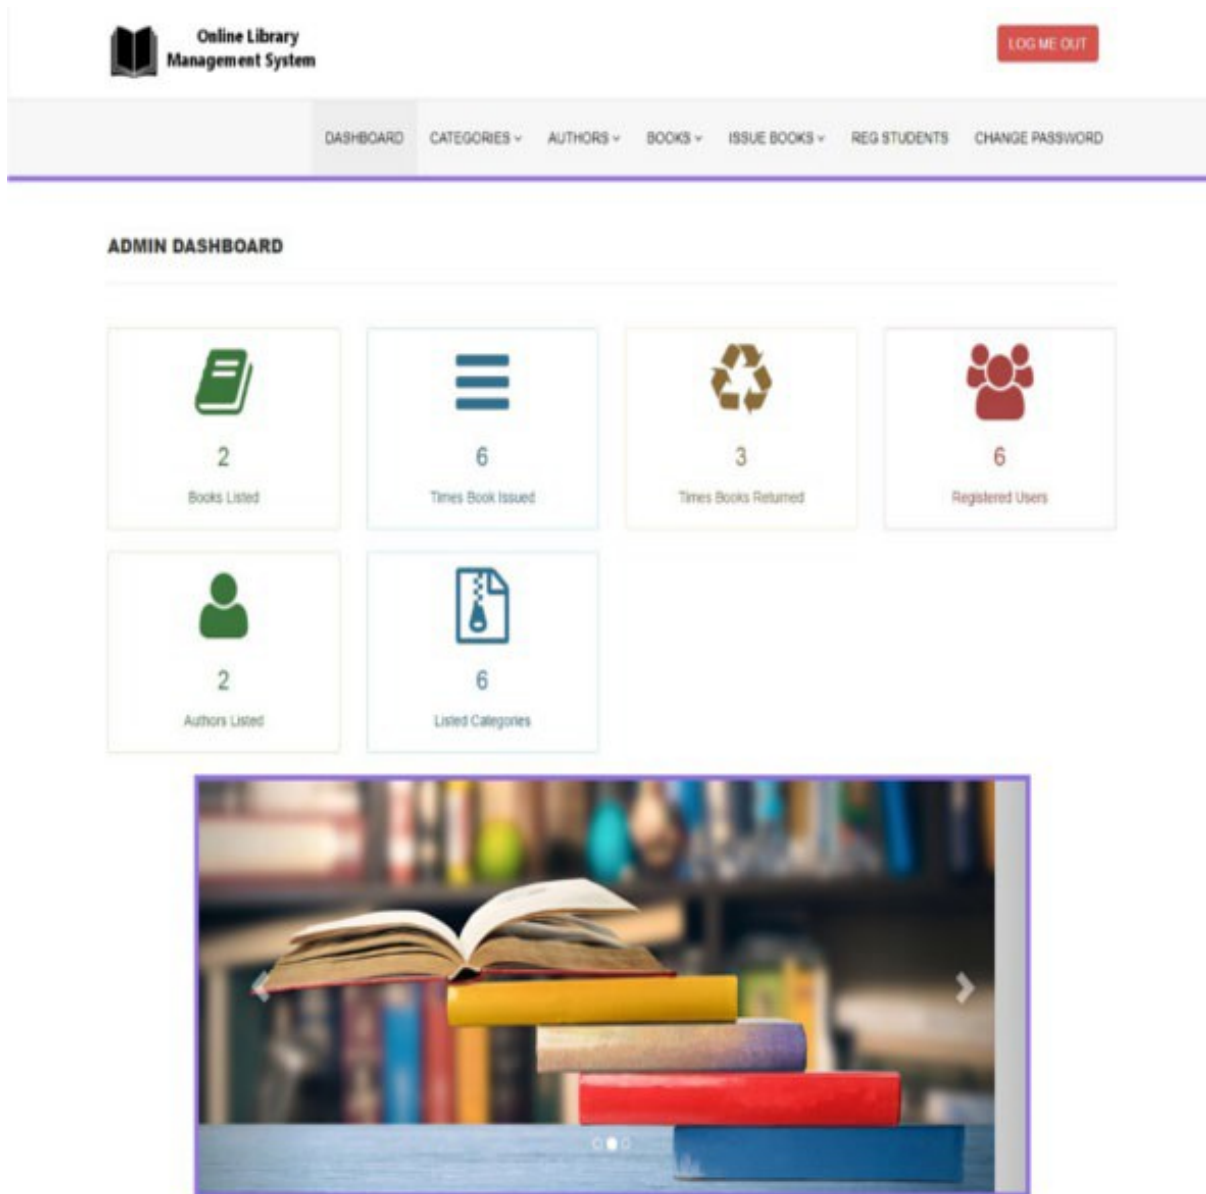 Online Library
Management System
LOG ME OUT
DASHBOARD CATEGORIES AUTHORS BOOKS ISSUE BOOKS REG STUDENTS CHANGE PASSWORD
ADMIN DASHBOARD
2 6 3 6
Books Listed Times Book Issued Times Books Returned Registered Users
2 6
Authors Listed Listed Categories